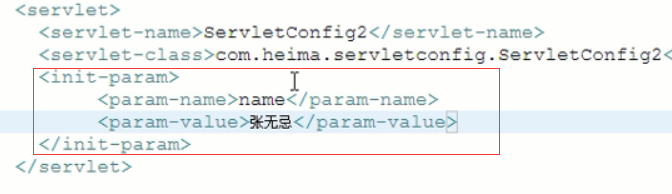 <servlet>
<servlet-name>ServletConfig2</servlet-name>
<servlet-class>com.heima.servletconfig.ServletConfig2<
<init-param>
<param-name>name</param-name>
<param-value>张无忌</param-value>
</init-param>
</servlet>